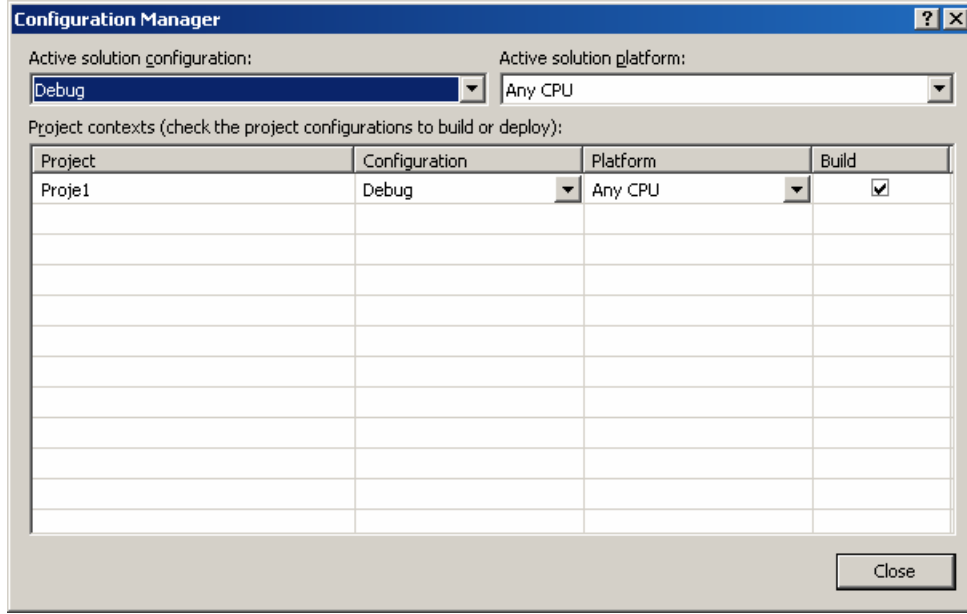 Configuration Manager
Active solution configuration: Active solution platform:
Debug Any CPU
Project contexts (check the project configurations to build or deploy):
Project Configuration Platform Build
Proje1 Debug Any CPU
Close